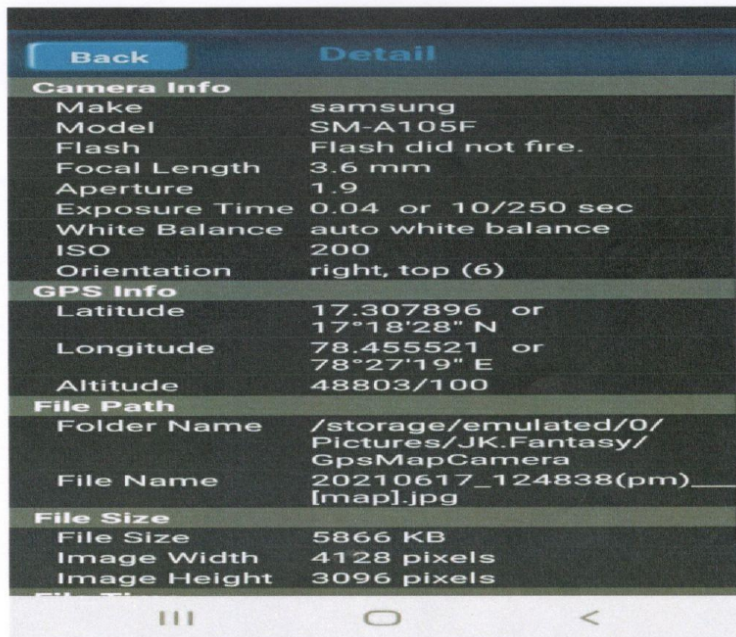 Back Detail
Camera Info
Make samsung
Model SM-A105F
Flash Flash did not fire.
Focal Length 3.6 mm
Aperture 1.9
Exposure Time 0.04 or 10/250 sec
White Balance auto white balance
ISO 200
Orientation right, top (6)
GPS Info
Latitude 17.307896 or
17°18'28" N
Longitude 78.455521 or
78°27'19" E
Altitude 48803/100
File Path
Folder Name /storage/emulated/0/
Pictures/JK.Fantasy/
GpsMapCamera
File Name 20210617_124838(pm)__
[map].jpg
File Size
File Size 5866 KB
Image Width 4128 pixels
Image Height 3096 pixels